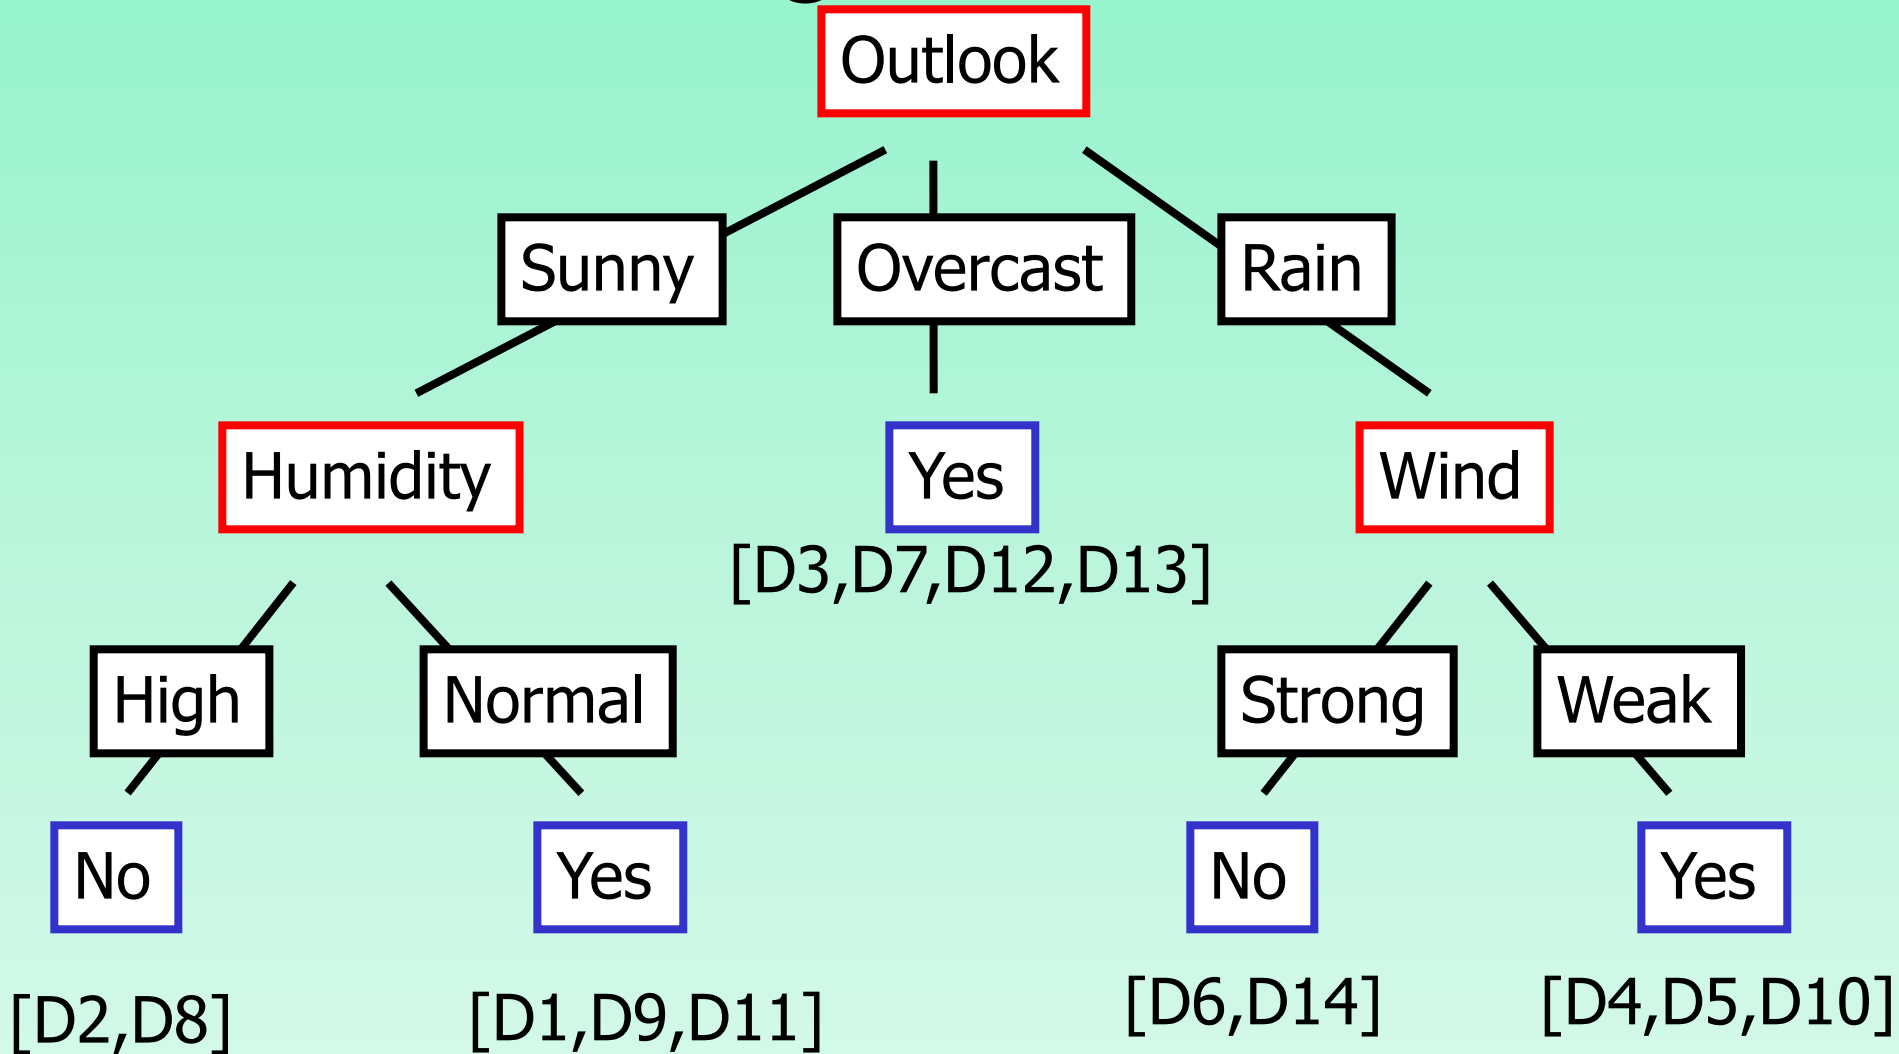 Outlook
Sunny Overcast Rain
Humidity Yes Wind
[D3,D7,D12,D13]
High Normal Strong Weak
No Yes No Yes
[D2,D8] [D1,D9,D11] [D6,D14] [D4,D5,D10]